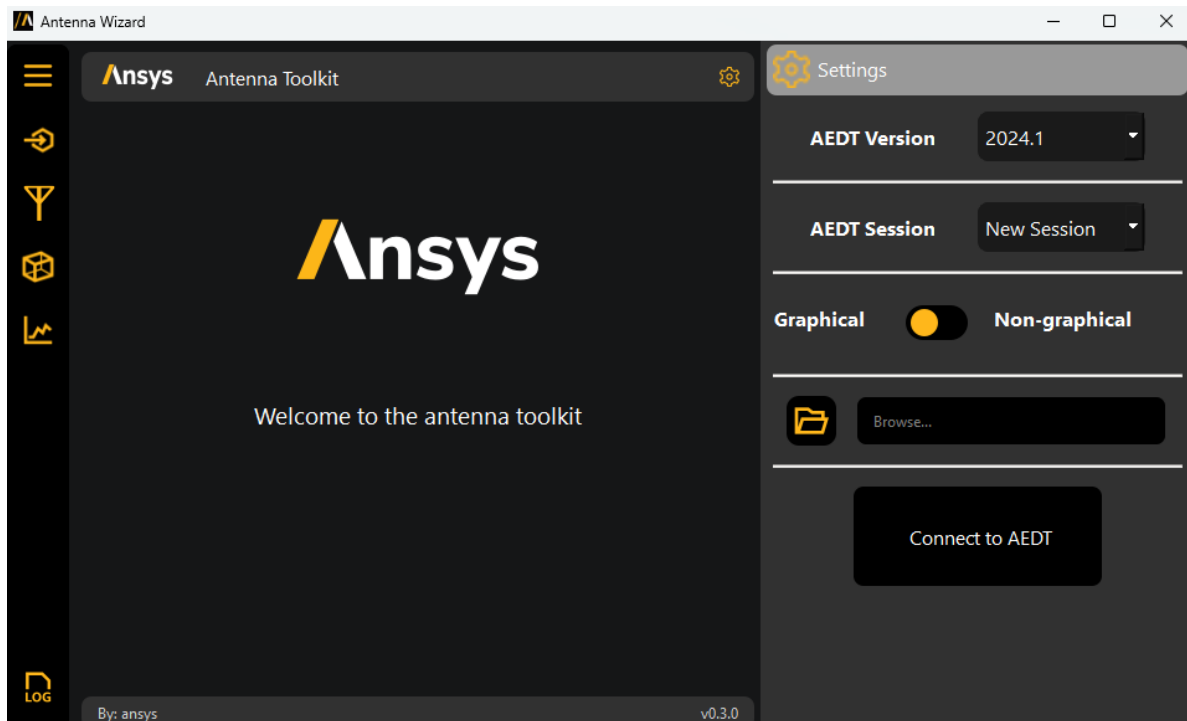 Antenna Wizard
Ansys Antenna Toolkit
Settings
AEDT Version 2024.1
AEDT Session New Session
Graphical Non-graphical
Browse...
Connect to AEDT
Ansys
Welcome to the antenna toolkit
LOG
By: ansys v0.3.0